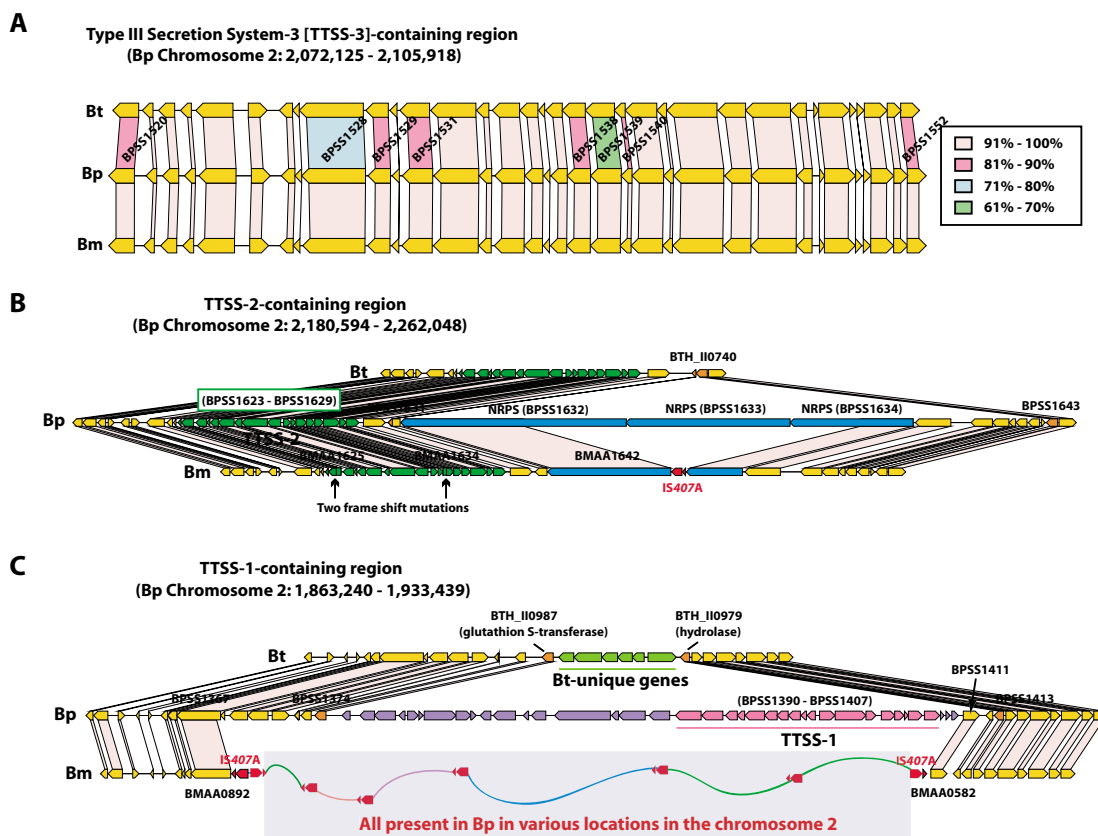 A
Type III Secretion System-3 [TTSS-3]-containing region
(Bp Chromosome 2: 2,072,125 - 2,105,918)
Bt
BPSS1520
BPSS1528
BPSS1529
BPSS1531
BPSS1538
BPSS1539
BPSS1540
BPSS1552
Bp
Bm
91% - 100%
81% - 90%
71% - 80%
61% - 70%
B
TTSS-2-containing region
(Bp Chromosome 2: 2,180,594 - 2,262,048)
BTH_II0740
Bt
(BPSS1623 - BPSS1629)
NRPS (BPSS1632)
NRPS (BPSS1633)
NRPS (BPSS1634)
BPSS1643
Bp
TTSS-2
BMAA1625
BMAA1634
BMAA1642
Bm
IS407A
Two frame shift mutations
C
TTSS-1-containing region
(Bp Chromosome 2: 1,863,240 - 1,933,439)
BTH_II0987
(glutathion S-transferase)
BTH_II0979
(hydrolase)
Bt
Bt-unique genes
BPSS1411
BPSS1367
BPSS1374
(BPSS1390 - BPSS1407)
BPSS1413
Bp
TTSS-1
IS407A
IS407A
Bm
BMAA0892
BMAA0582
All present in Bp in various locations in the chromosome 2